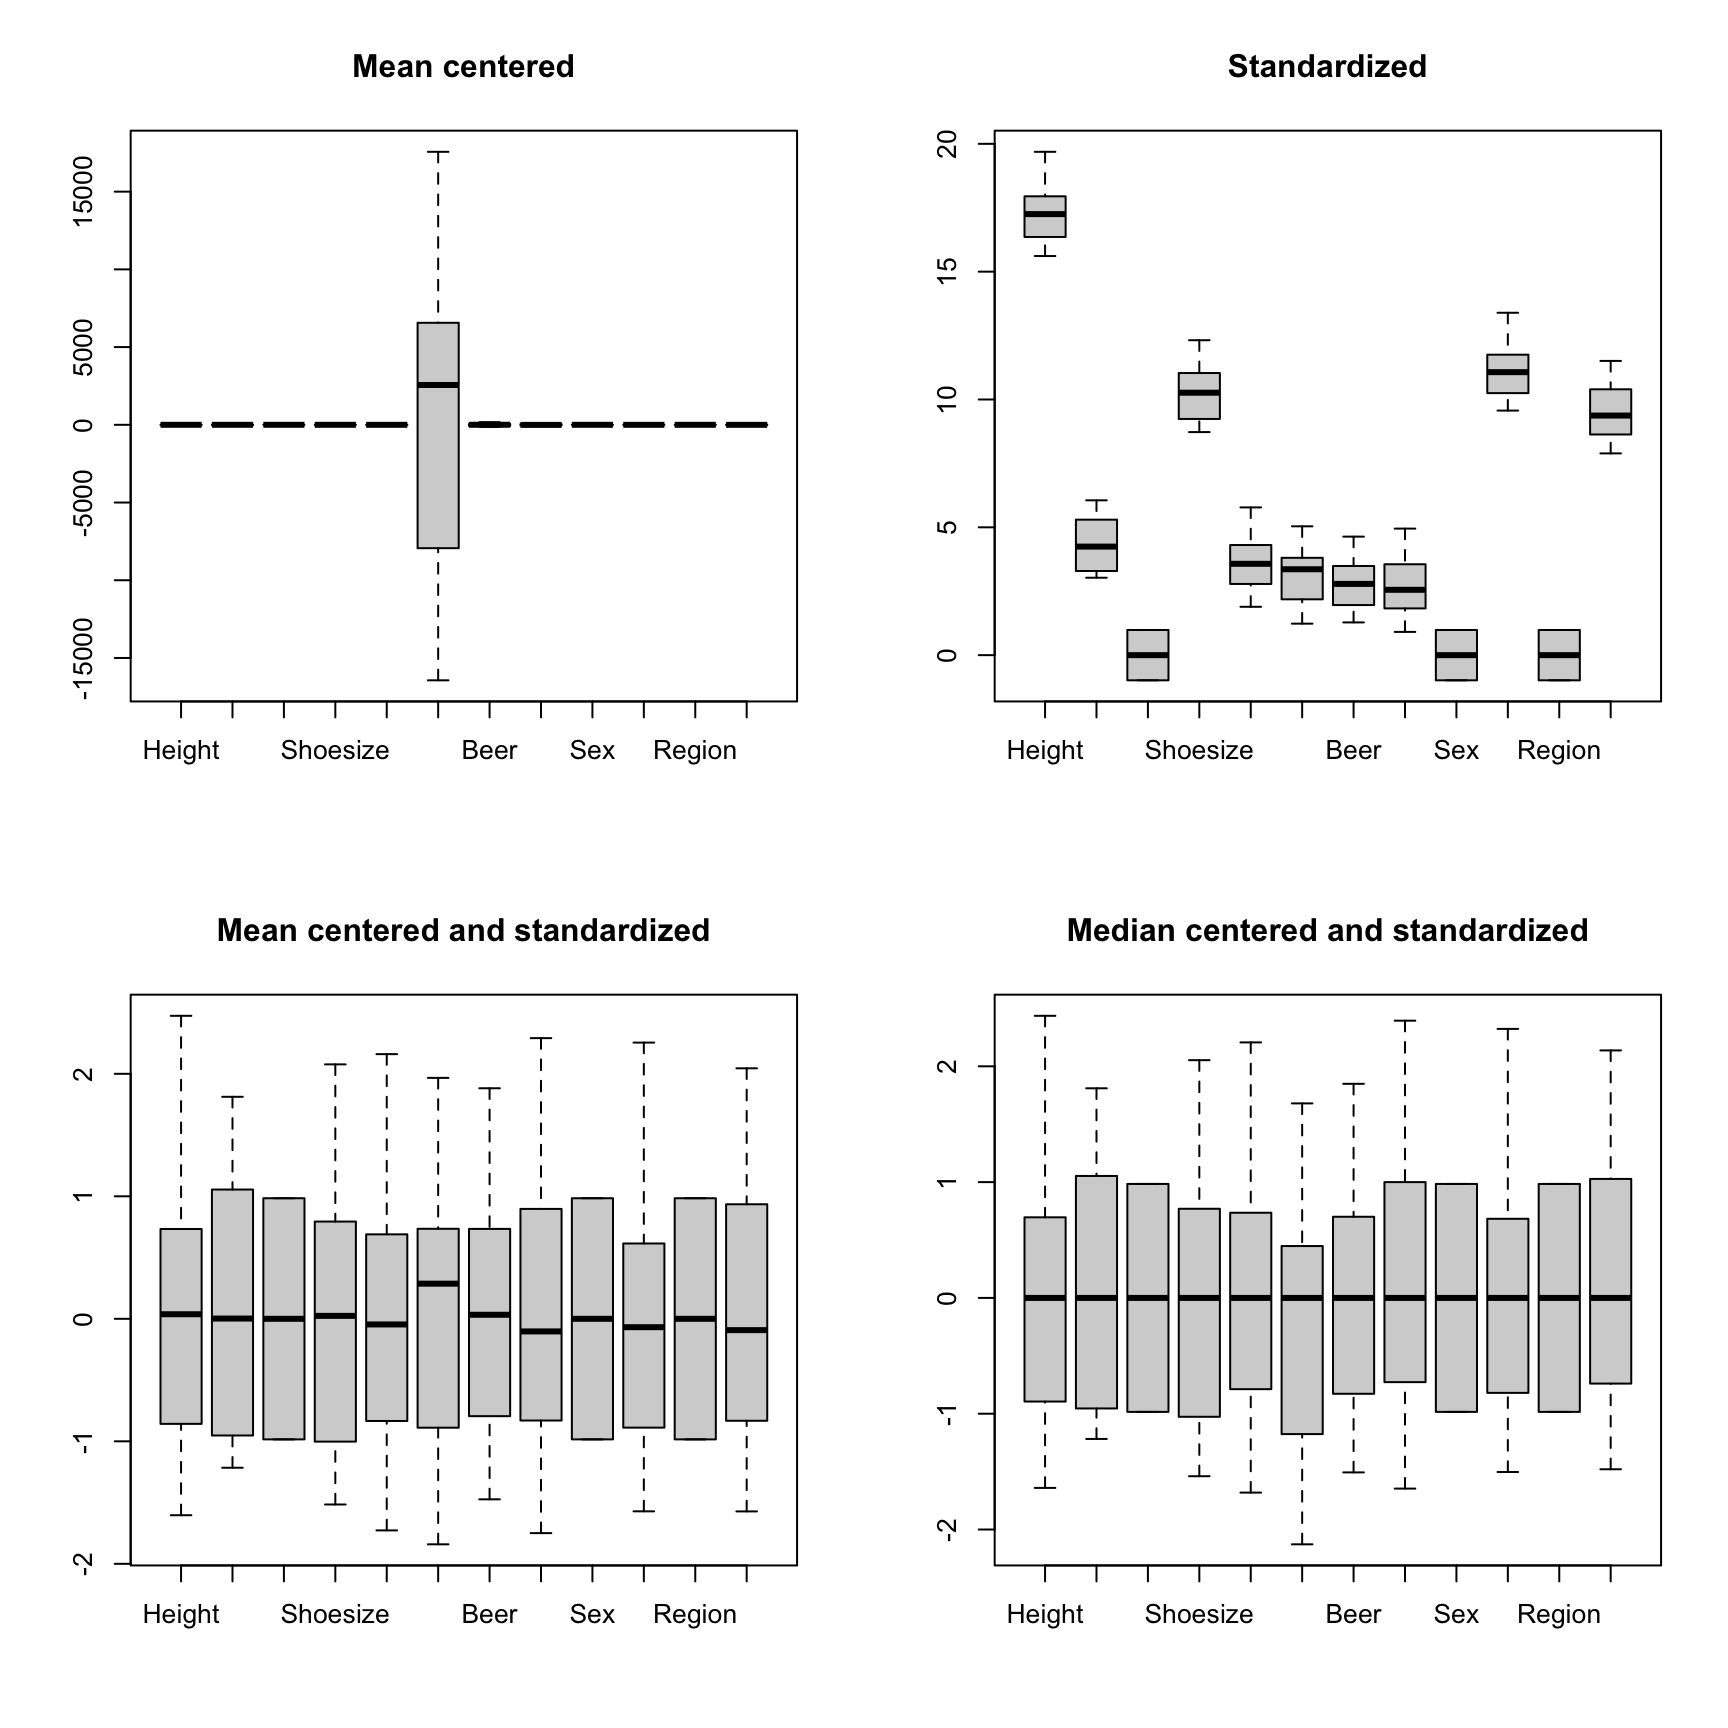 Mean centered
15000
5000
0
-5000
-15000
Height Shoesize Beer Sex Region
Standardized
20
15
10
5
0
Height Shoesize Beer Sex Region
Mean centered and standardized
2
1
0
-1
-2
Height Shoesize Beer Sex Region
Median centered and standardized
2
1
0
-1
-2
Height Shoesize Beer Sex Region